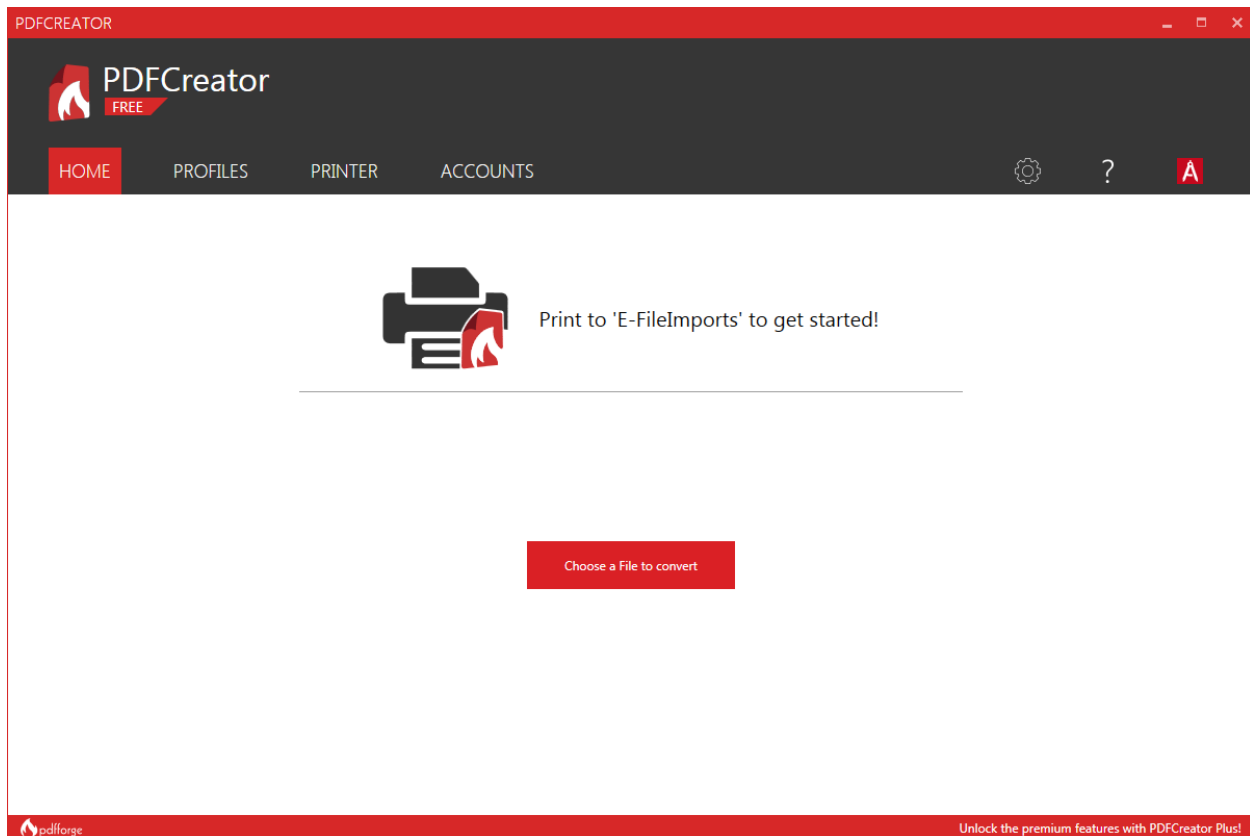 PDFCREATOR
PDFCreator
FREE
HOME PROFILES PRINTER ACCOUNTS ?
Print to 'E-FileImports' to get started!
Choose a File to convert
pdfforge Unlock the premium features with PDFCreator Plus!